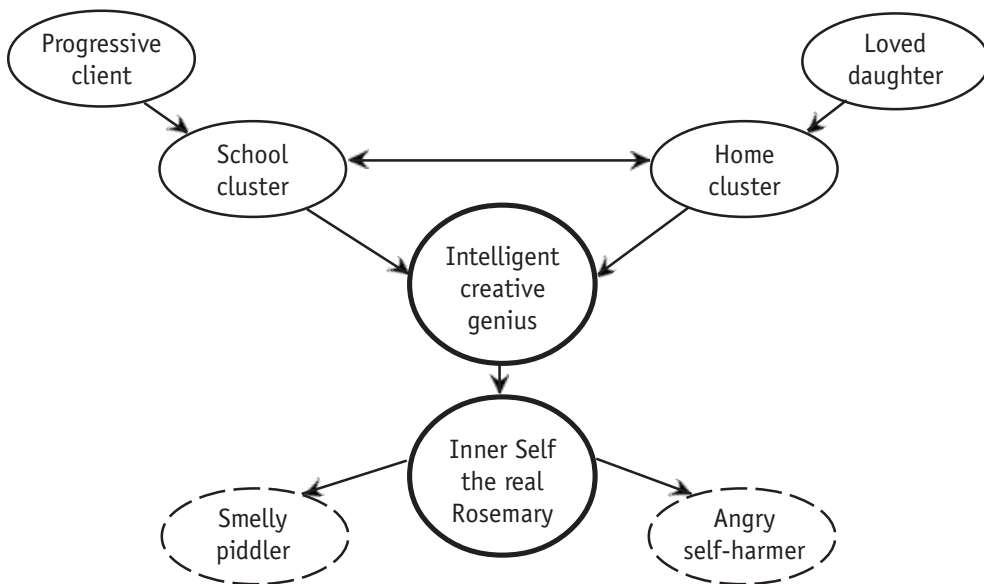 Progressive
client
Loved
daughter
School
cluster
Home
cluster
Intelligent
creative
genius
Inner Self
the real
Rosemary
Smelly
piddler
Angry
self-harmer